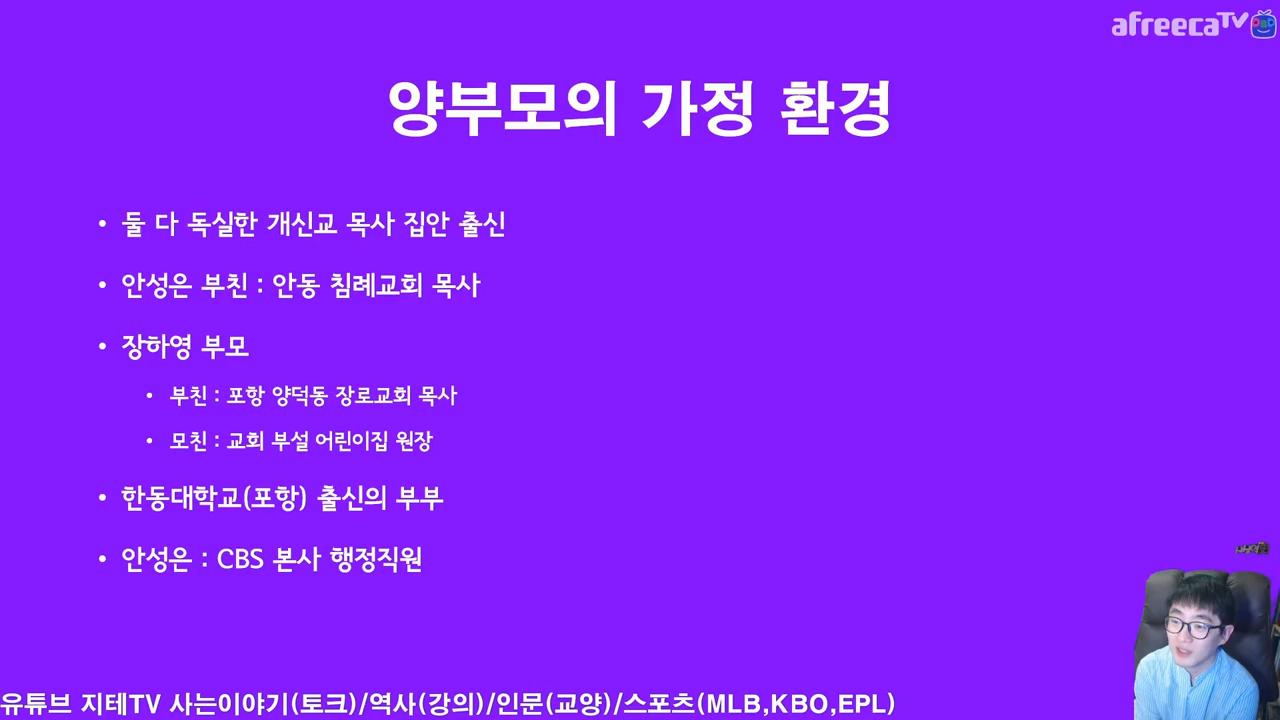 afreecaTV
양부모의 가정 환경
• 둘 다 독실한 개신교 목사 집안 출신
• 안성은 부친 : 안동 침례교회 목사
• 장하영 부모
• 부친 : 포항 양덕동 장로교회 목사
• 모친 : 교회 부설 어린이집 원장
• 한동대학교(포항) 출신의 부부
• 안성은 : CBS 본사 행정직원
유튜브 지테TV 사는이야기(토크)/역사(강의)/인문(교양)/스포츠(MLB,KBO,EPL)